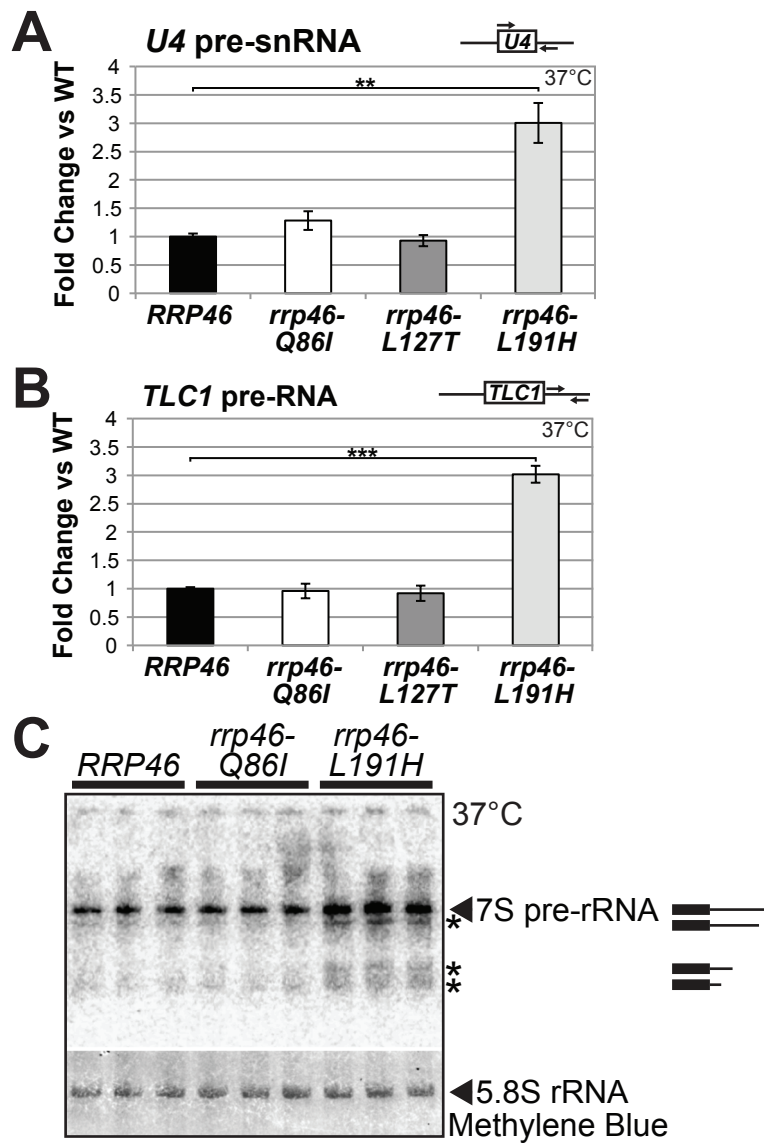 A
U4 pre-snRNA
U4
37°C
Fold Change vs WT
4
3.5
3
2.5
2
1.5
1
0.5
0
**
RRP46
rrp46-
Q86I
rrp46-
L127T
rrp46-
L191H
B
TLC1 pre-RNA
TLC1
37°C
Fold Change vs WT
4
3.5
3
2.5
2
1.5
1
0.5
0
***
RRP46
rrp46-
Q86I
rrp46-
L127T
rrp46-
L191H
C
RRP46
rrp46-
Q86I
rrp46-
L191H
37°C
7S pre-rRNA
*
*
*
5.8S rRNA
Methylene Blue